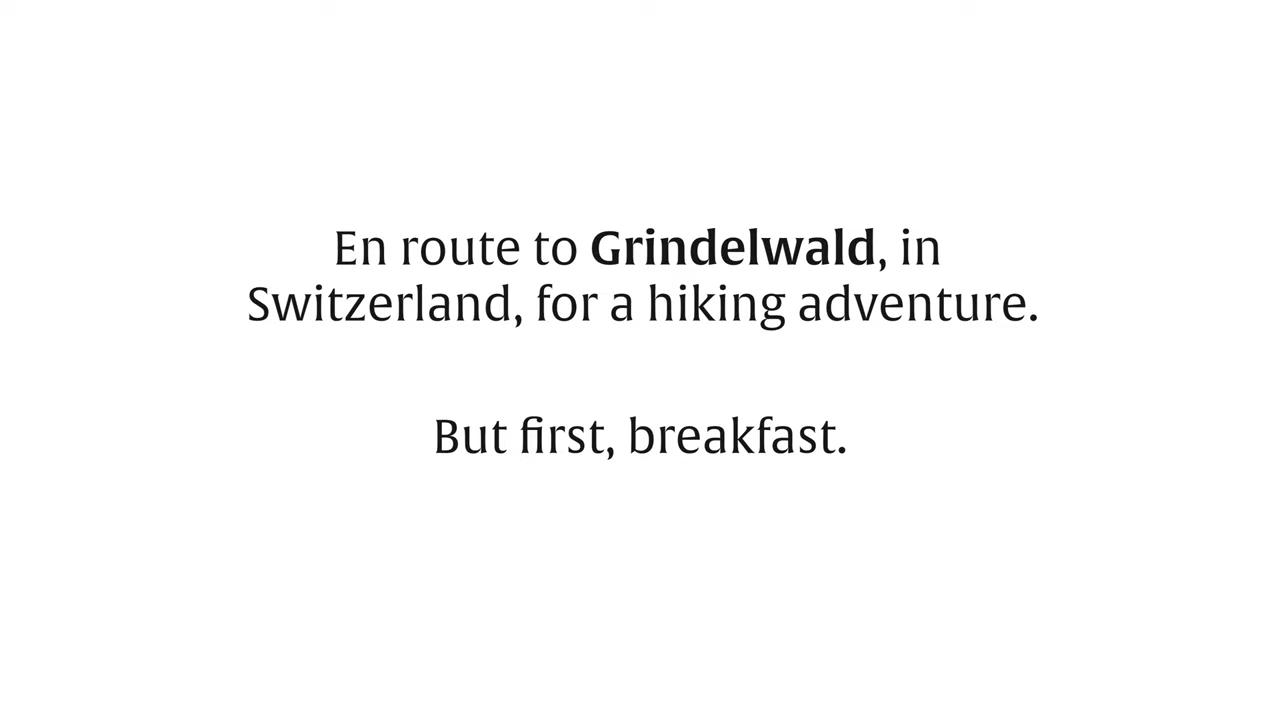 En route to Grindelwald, in
Switzerland, for a hiking adventure.
But first, breakfast.